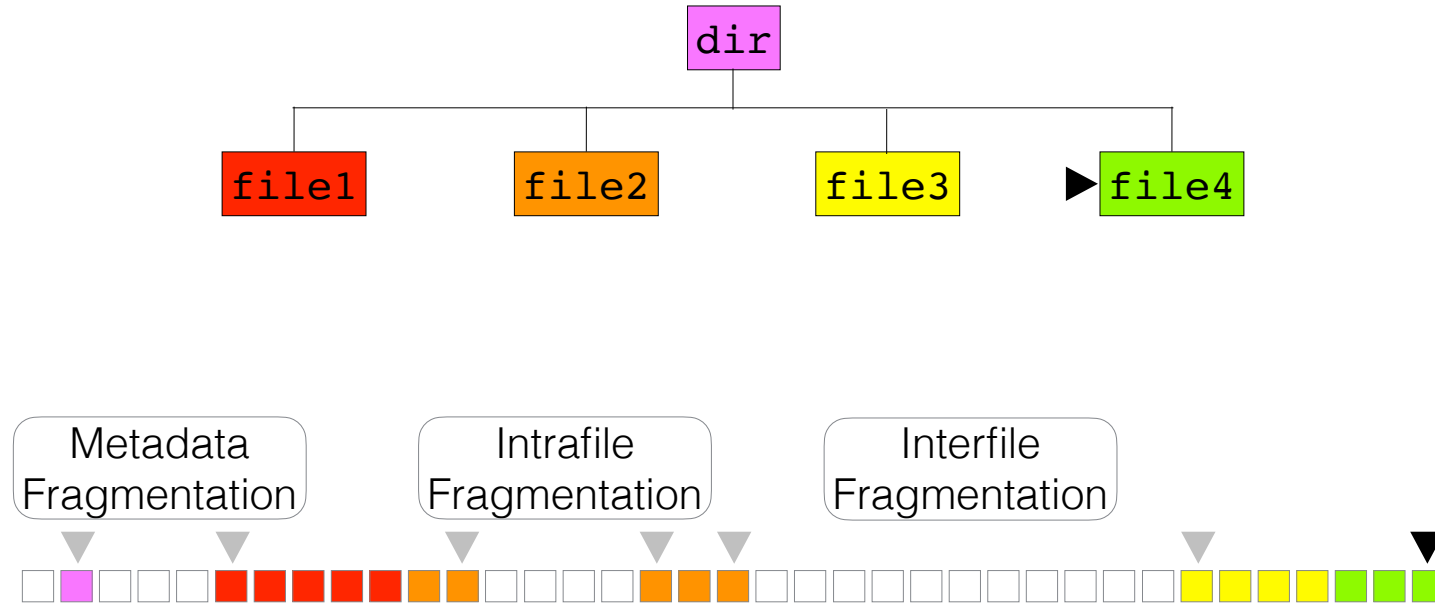 dir
file1
file2
file3
file4
Metadata
Fragmentation
Intrafile
Fragmentation
Interfile
Fragmentation